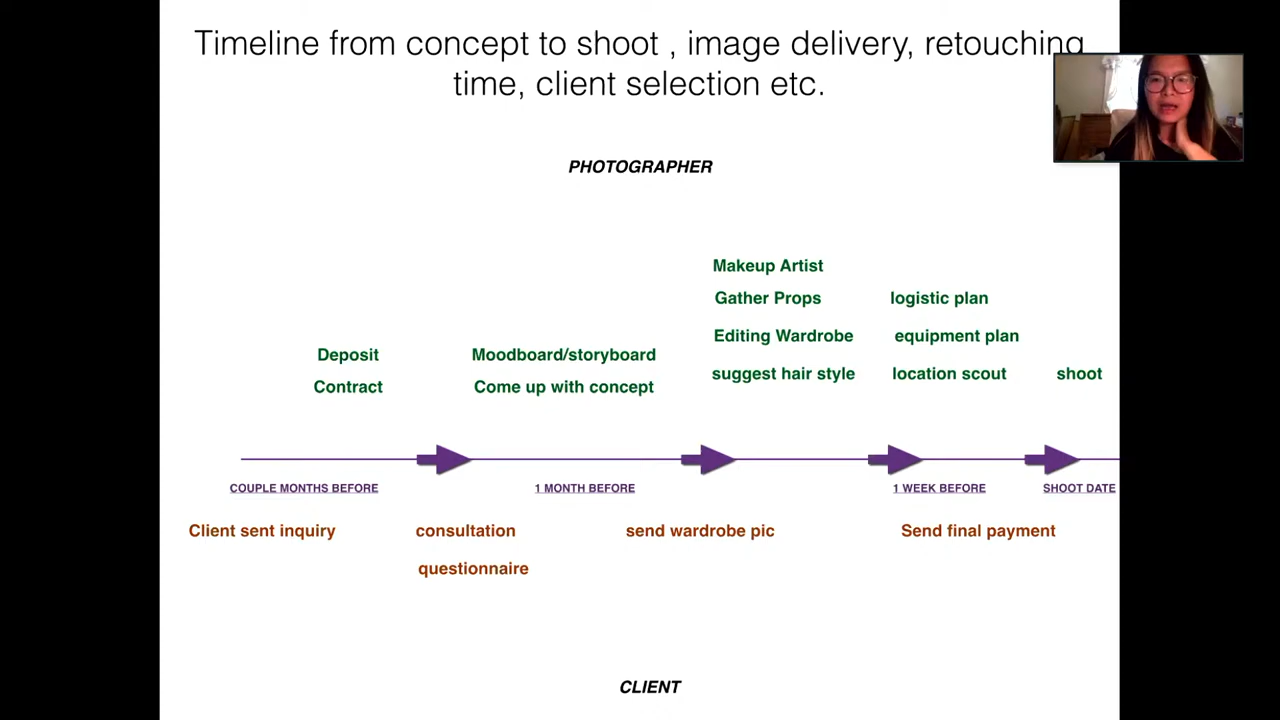 Timeline from concept to shoot , image delivery, retouching
time, client selection etc.
PHOTOGRAPHER
Makeup Artist
Gather Props
logistic plan
Editing Wardrobe
equipment plan
Deposit
Moodboard/storyboard
suggest hair style
location scout
shoot
Contract
Come up with concept
COUPLE MONTHS BEFORE
1 MONTH BEFORE
1 WEEK BEFORE
SHOOT DATE
Client sent inquiry
consultation
send wardrobe pic
Send final payment
questionnaire
CLIENT